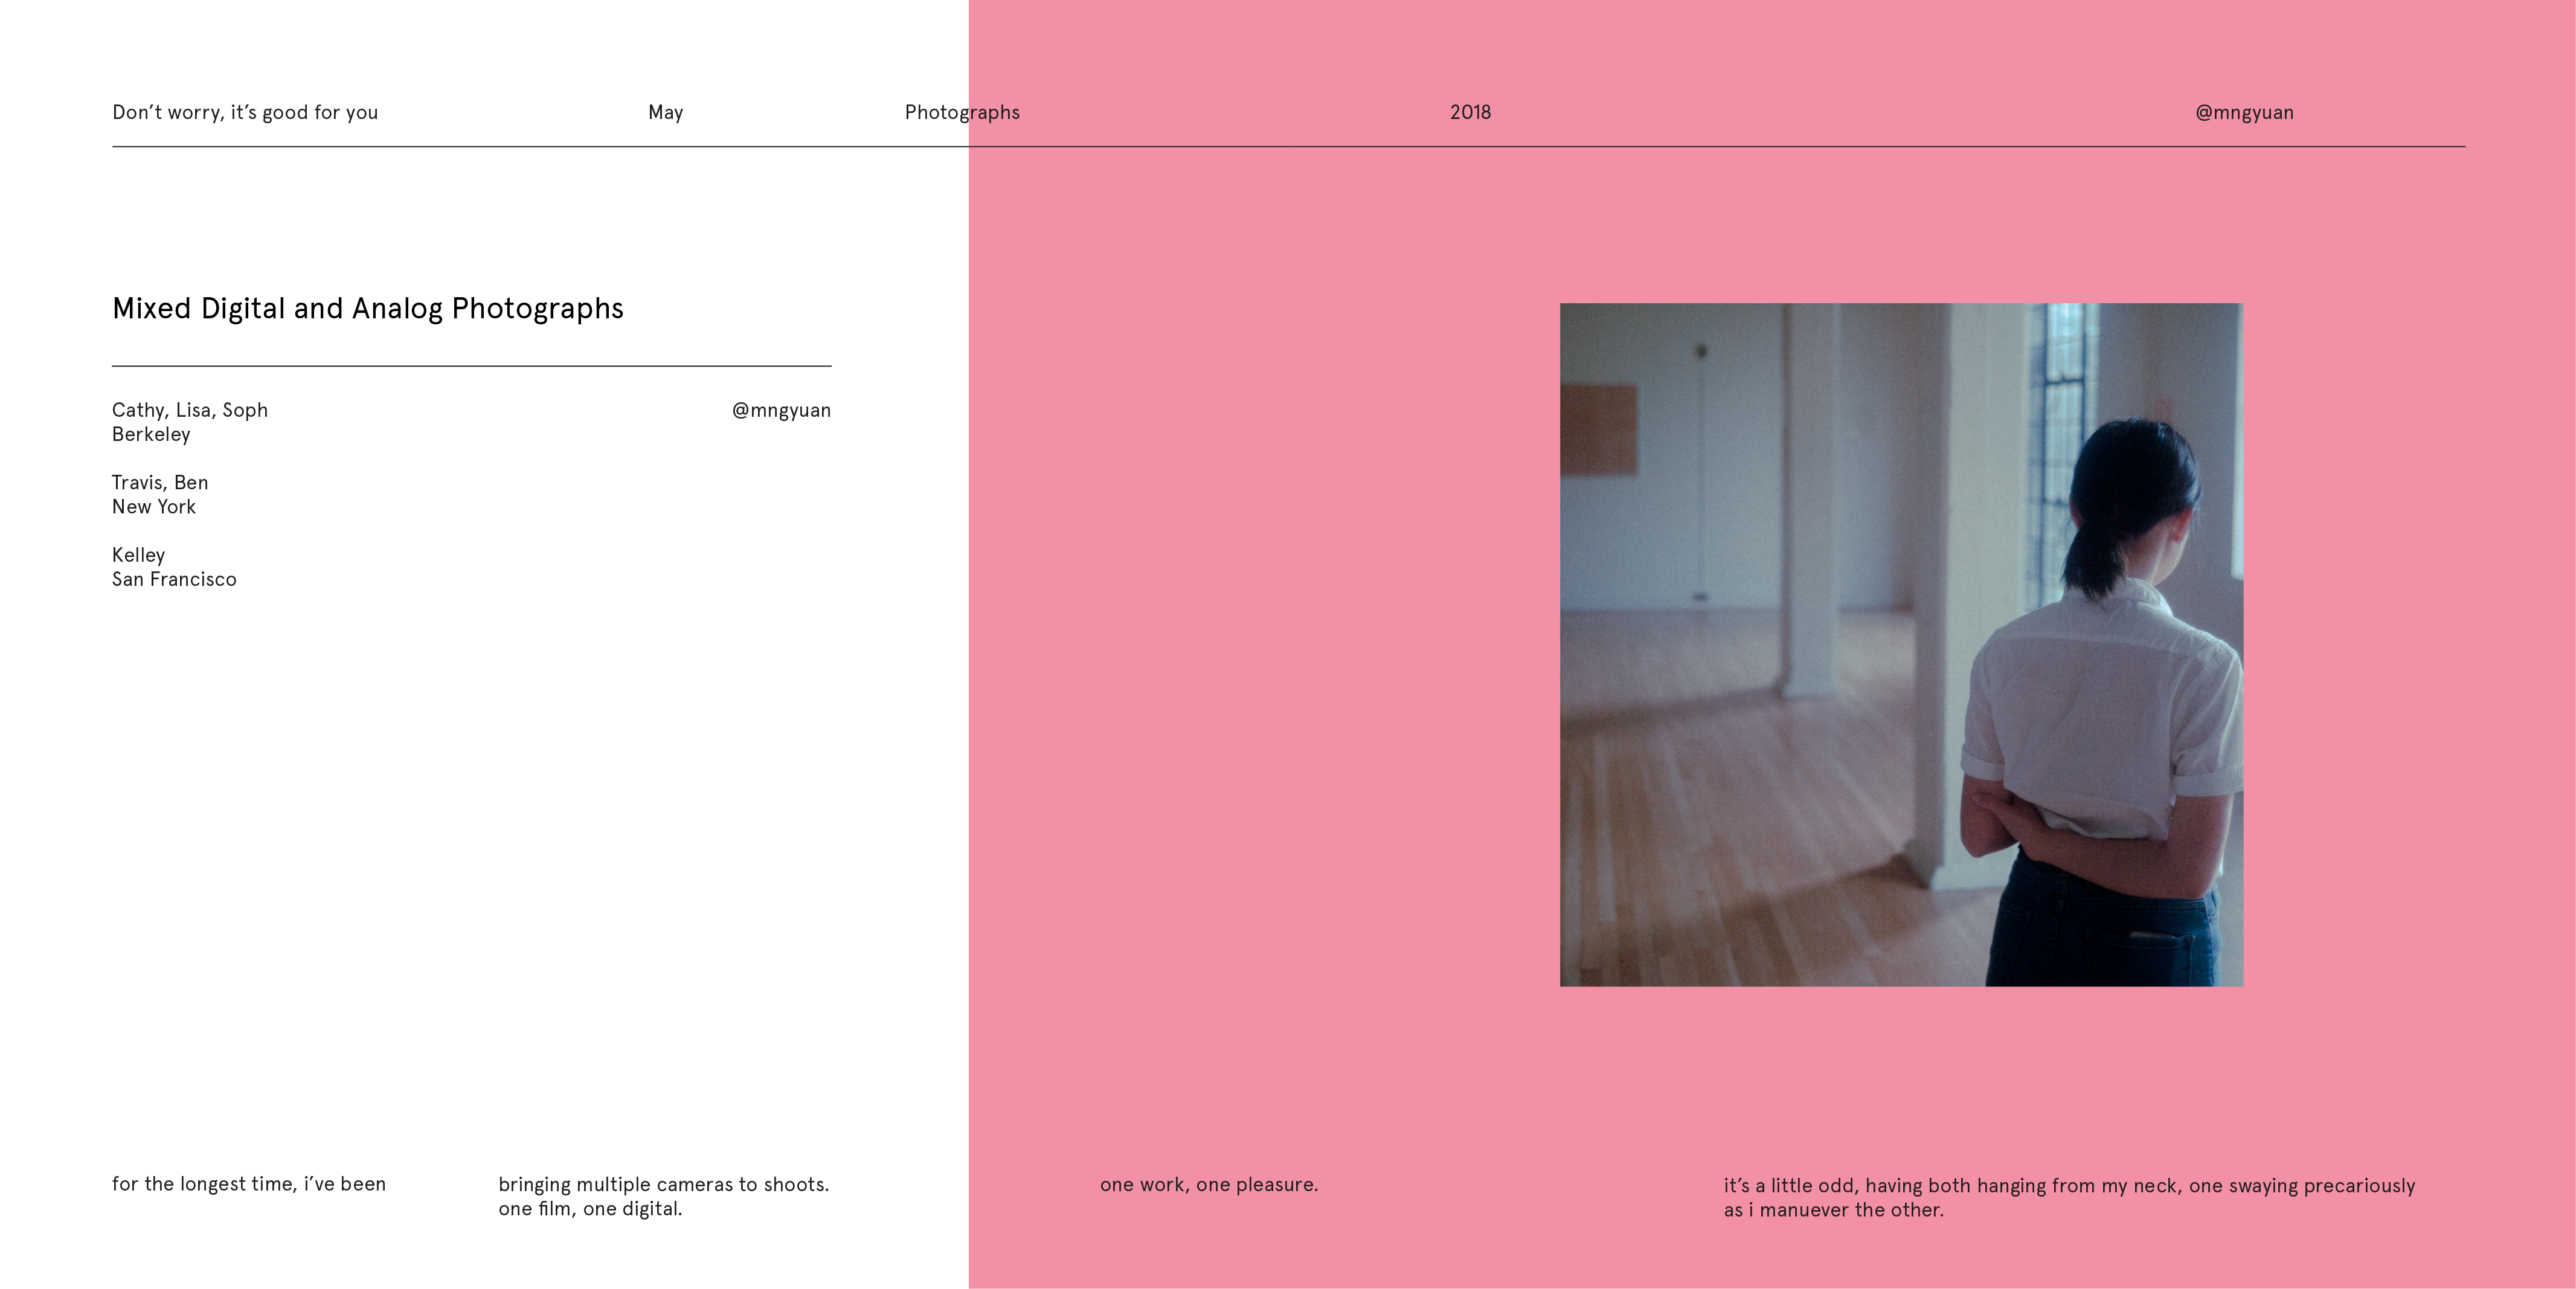 Don’t worry, it’s good for you
May
Photographs
2018
@mngyuan
Mixed Digital and Analog Photographs
Cathy, Lisa, Soph
Berkeley
@mngyuan
Travis, Ben
New York
Kelley
San Francisco
for the longest time, i’ve been
bringing multiple cameras to shoots.
one film, one digital.
one work, one pleasure.
it’s a little odd, having both hanging from my neck, one swaying precariously
as i manuever the other.